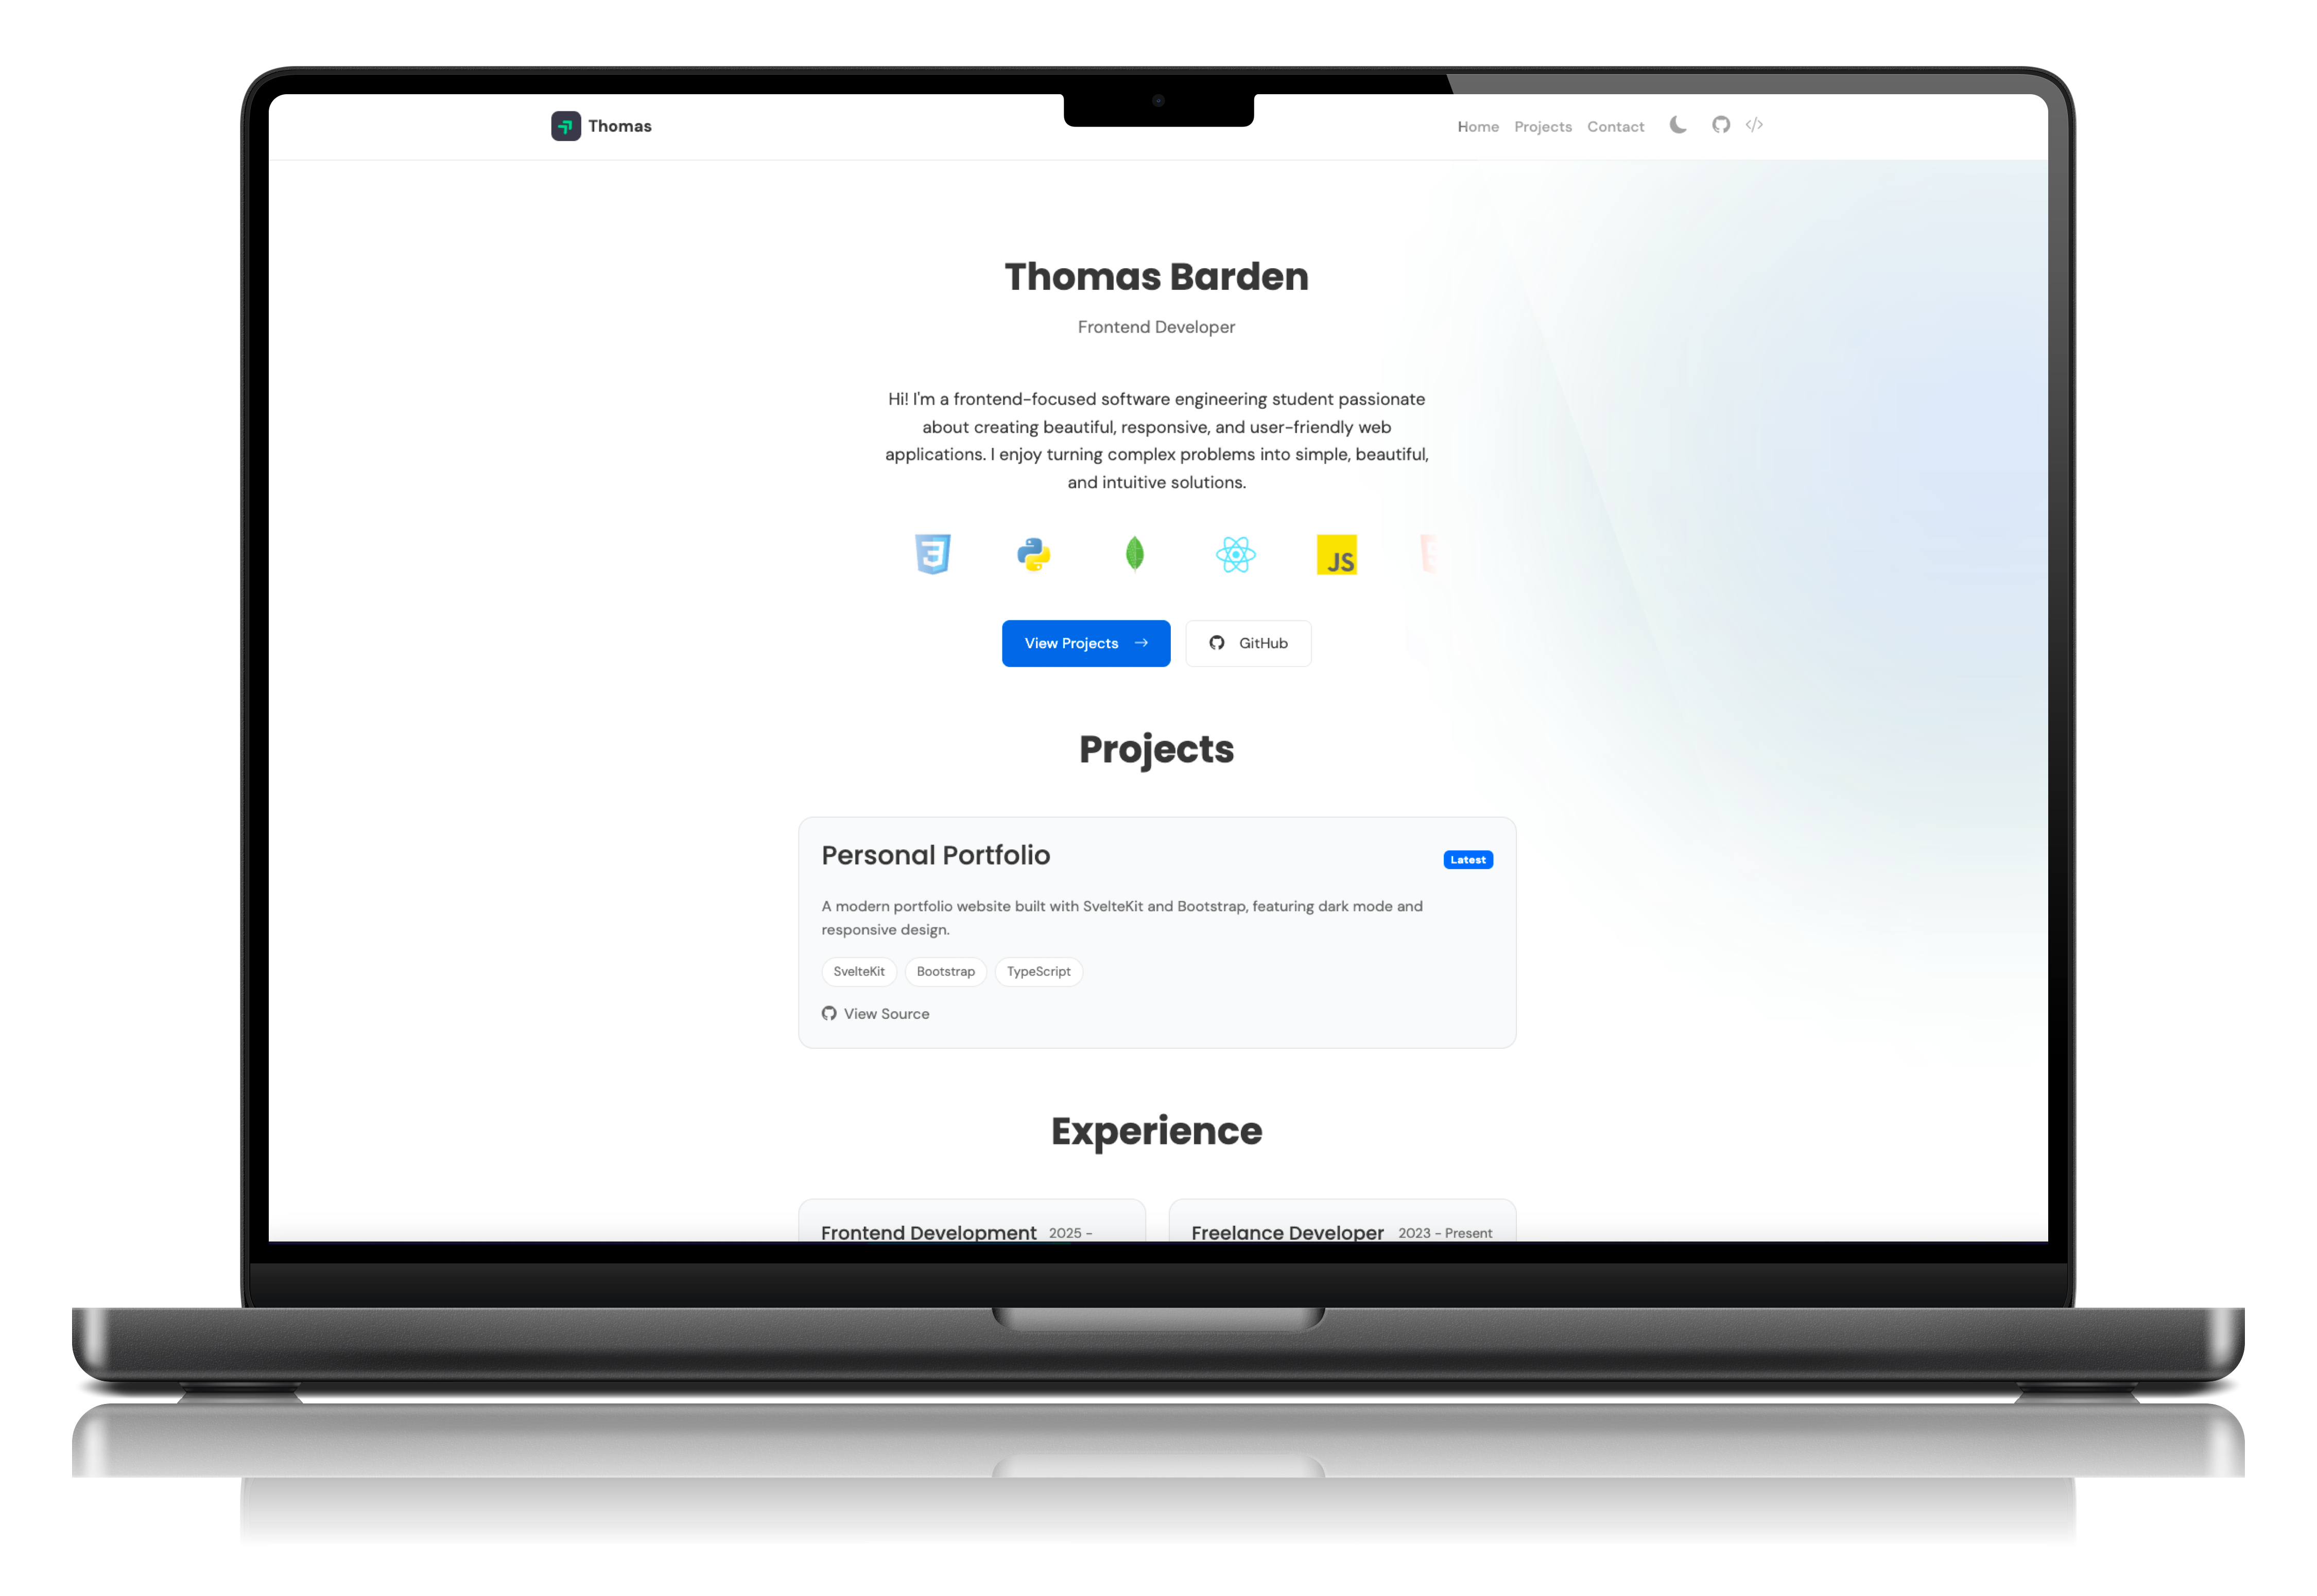 Thomas
Home Projects Contact </>
Thomas Barden
Frontend Developer
Hi! I'm a frontend-focused software engineering student passionate
about creating beautiful, responsive, and user-friendly web
applications. I enjoy turning complex problems into simple, beautiful,
and intuitive solutions.
3 JS
View Projects → GitHub
Projects
Personal Portfolio Latest
A modern portfolio website built with SvelteKit and Bootstrap, featuring dark mode and
responsive design.
SvelteKit Bootstrap TypeScript
View Source
Experience
Frontend Development 2025 -
Freelance Developer 2023 - Present